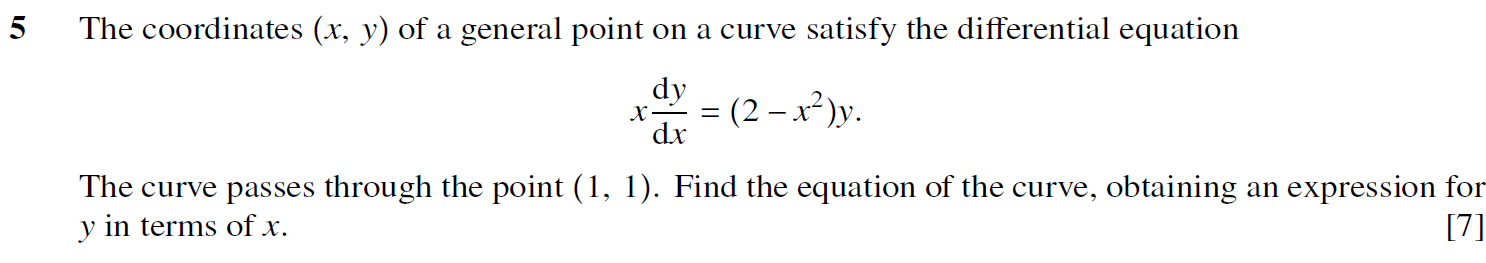 5 The coordinates (x, y) of a general point on a curve satisfy the differential equation
x dy/dx = (2 − x²)y.
The curve passes through the point (1, 1). Find the equation of the curve, obtaining an expression for
y in terms of x. [7]